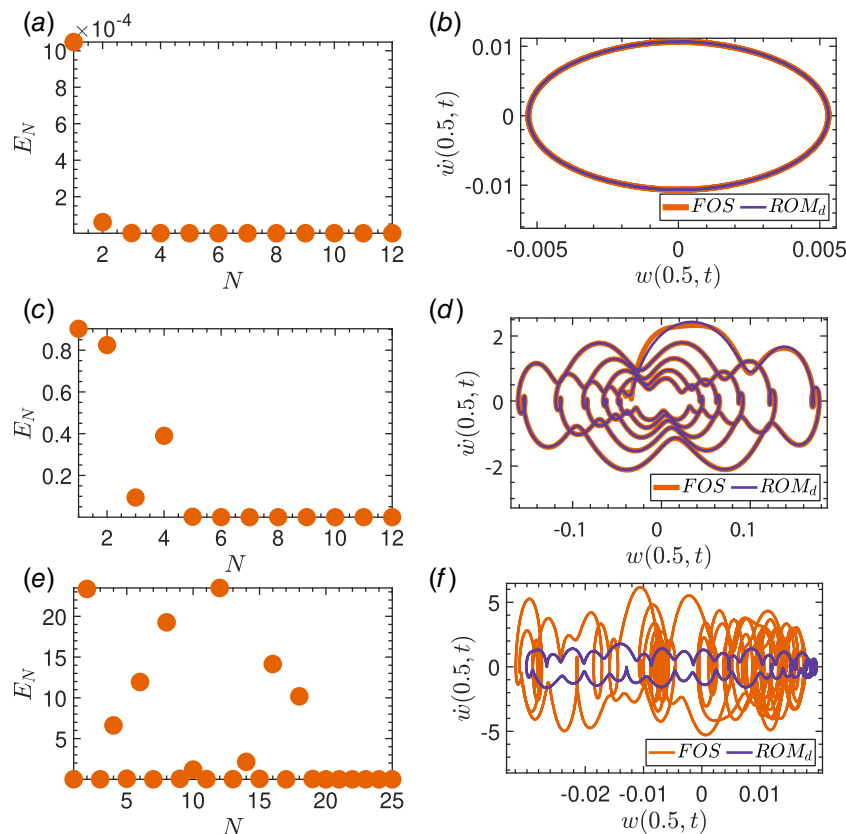 (a)
×10⁻⁴
10
8
6
4
2
E_N
2 4 6 8 10 12
N
(b)
0.01
0
-0.01
ẇ(0.5, t)
FOS ROM_d
-0.005 0 0.005
w(0.5, t)
(c)
0.8
0.6
0.4
0.2
E_N
2 4 6 8 10 12
N
(d)
2
0
-2
ẇ(0.5, t)
FOS ROM_d
-0.1 0 0.1
w(0.5, t)
(e)
20
15
10
5
E_N
5 10 15 20 25
N
(f)
5
0
-5
ẇ(0.5, t)
FOS ROM_d
-0.02 -0.01 0 0.01
w(0.5, t)